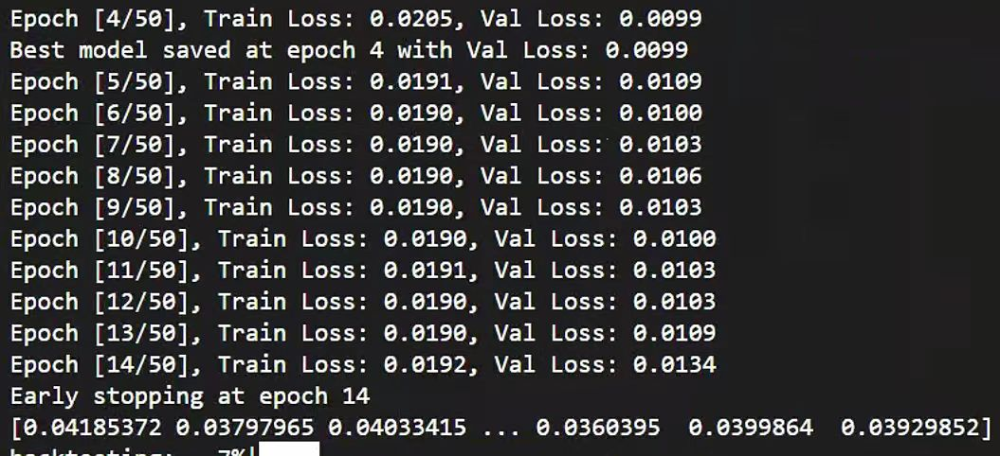 Epoch [4/50], Train Loss: 0.0205, Val Loss: 0.0099
Best model saved at epoch 4 with Val Loss: 0.0099
Epoch [5/50], Train Loss: 0.0191, Val Loss: 0.0109
Epoch [6/50], Train Loss: 0.0190, Val Loss: 0.0100
Epoch [7/50], Train Loss: 0.0190, Val Loss: 0.0103
Epoch [8/50], Train Loss: 0.0190, Val Loss: 0.0106
Epoch [9/50], Train Loss: 0.0190, Val Loss: 0.0103
Epoch [10/50], Train Loss: 0.0190, Val Loss: 0.0100
Epoch [11/50], Train Loss: 0.0191, Val Loss: 0.0103
Epoch [12/50], Train Loss: 0.0190, Val Loss: 0.0103
Epoch [13/50], Train Loss: 0.0190, Val Loss: 0.0109
Epoch [14/50], Train Loss: 0.0192, Val Loss: 0.0134
Early stopping at epoch 14
[0.04185372 0.03797965 0.04033415 ... 0.0360395 0.0399864 0.03929852]
backtesting: 7%|